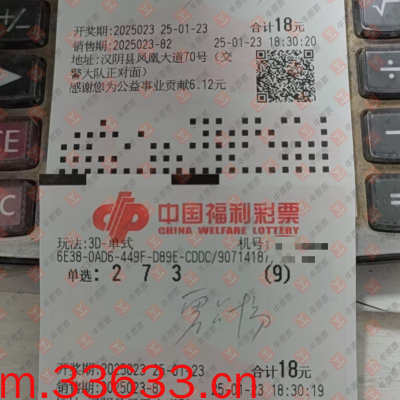 开奖期:2025023 25-01-23 合计18元
销售期:2025023-82 25-01-23 18:30:20
地址:汉阴县凤凰大道70号(交
警大队正对面)
感谢您为公益事业贡献6.12元
中国福利彩票
CHINA WELFARE LOTTERY
玩法:3D-单式 机号:
6E38-0AD6-449F-D89E-CDDC/9071418
单选: 2 7 3 (9)
开奖期:2025023 25-01-23 合计18元
销售期:2025023-8 25-01-23 18:30:19
m.33633.cn